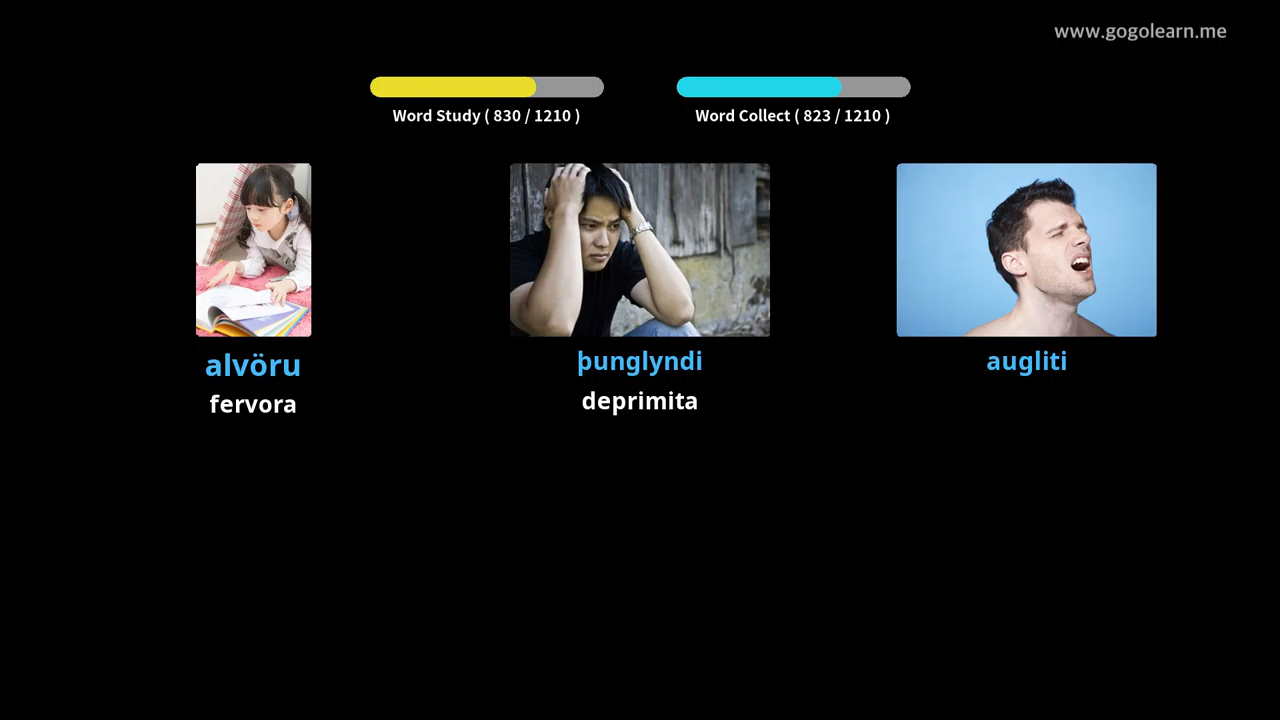 www.gogolearn.me
Word Study ( 830 / 1210 )
Word Collect ( 823 / 1210 )
alvöru
fervora
þunglyndi
deprimita
augliti